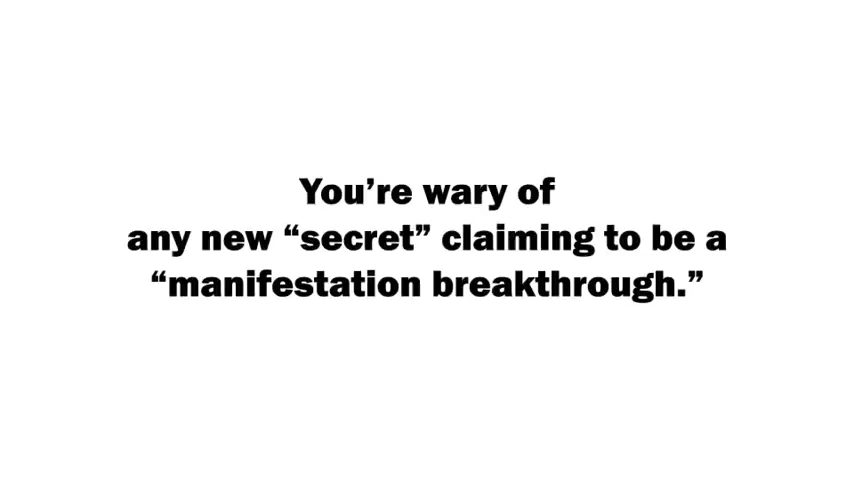 You’re wary of
any new “secret” claiming to be a
“manifestation breakthrough.”